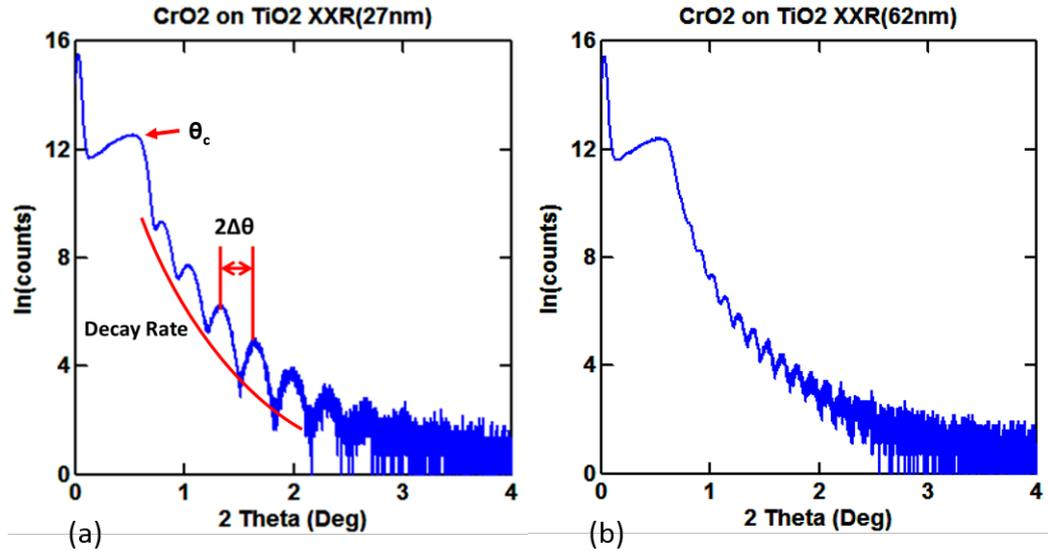 CrO2 on TiO2 XXR(27nm)
16
12
8
4
0
ln(counts)
θc
2Δθ
Decay Rate
0 1 2 3 4
2 Theta (Deg)
(a)
CrO2 on TiO2 XXR(62nm)
16
12
8
4
0
ln(counts)
0 1 2 3 4
2 Theta (Deg)
(b)